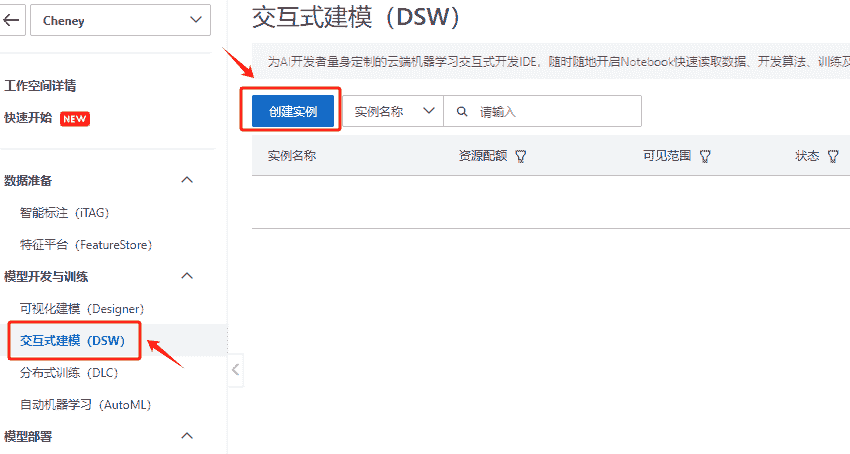 Cheney
工作空间详情
快速开始 NEW
数据准备
智能标注（iTAG）
特征平台（FeatureStore）
模型开发与训练
可视化建模（Designer）
交互式建模（DSW）
分布式训练（DLC）
自动机器学习（AutoML）
模型部署
交互式建模（DSW）
为AI开发者量身定制的云端机器学习交互式开发IDE，随时随地开启Notebook快速读取数据、开发算法、训练及
创建实例 实例名称 请输入
实例名称 资源配额 可见范围 状态